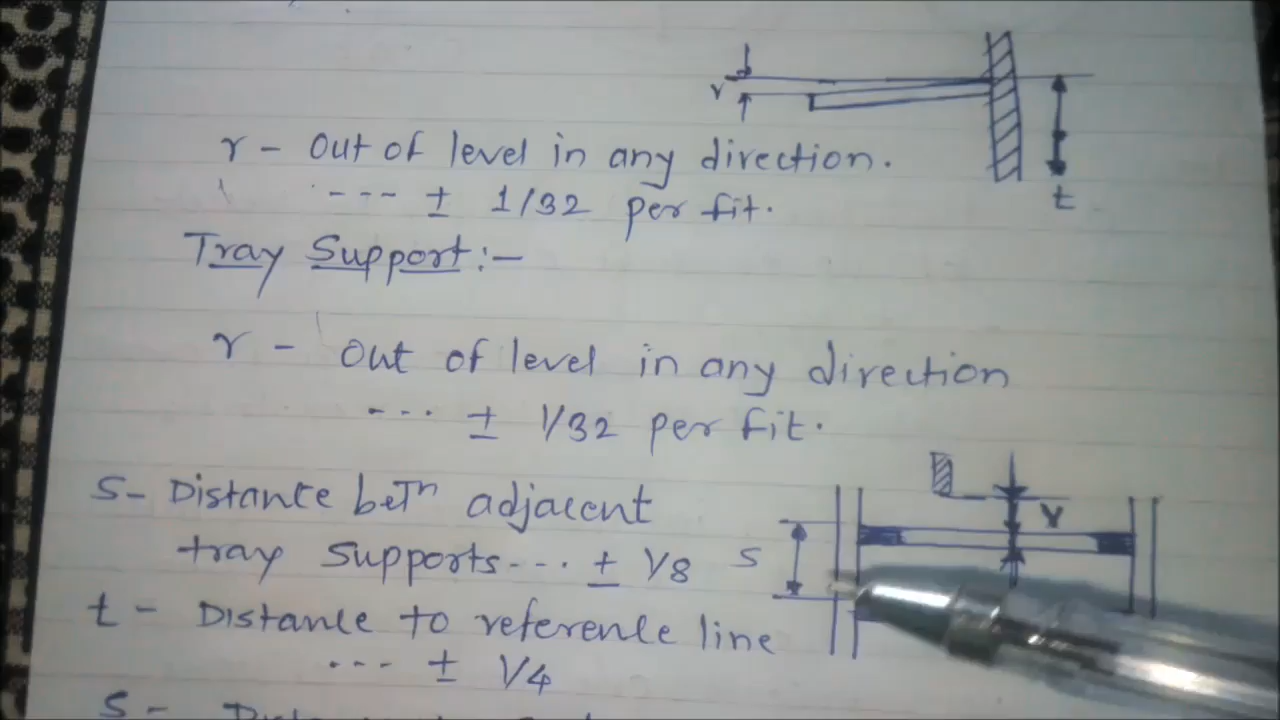 r
t
r - out of level in any direction.
--- ± 1/32 per fit.
Tray Support:-
r - out of level in any direction
--- ± 1/32 per fit.
S - Distance betn adjacent
tray supports --- ± 1/8
S
r
t - Distance to reference line
--- ± 1/4
S -